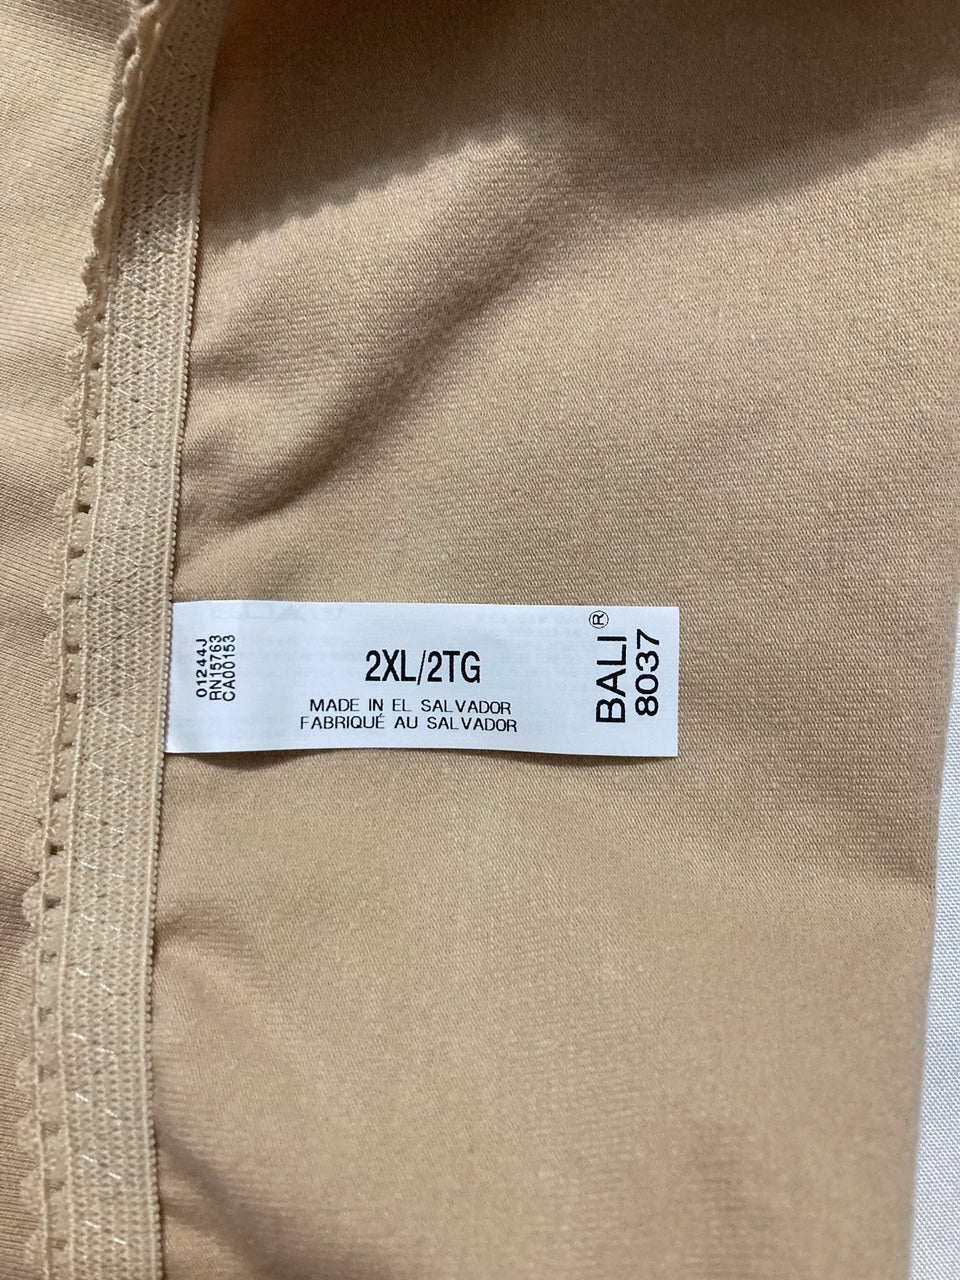 01244J
RN15763
CA00153
2XL/2TG
MADE IN EL SALVADOR
FABRIQUÉ AU SALVADOR
BALI®
8037